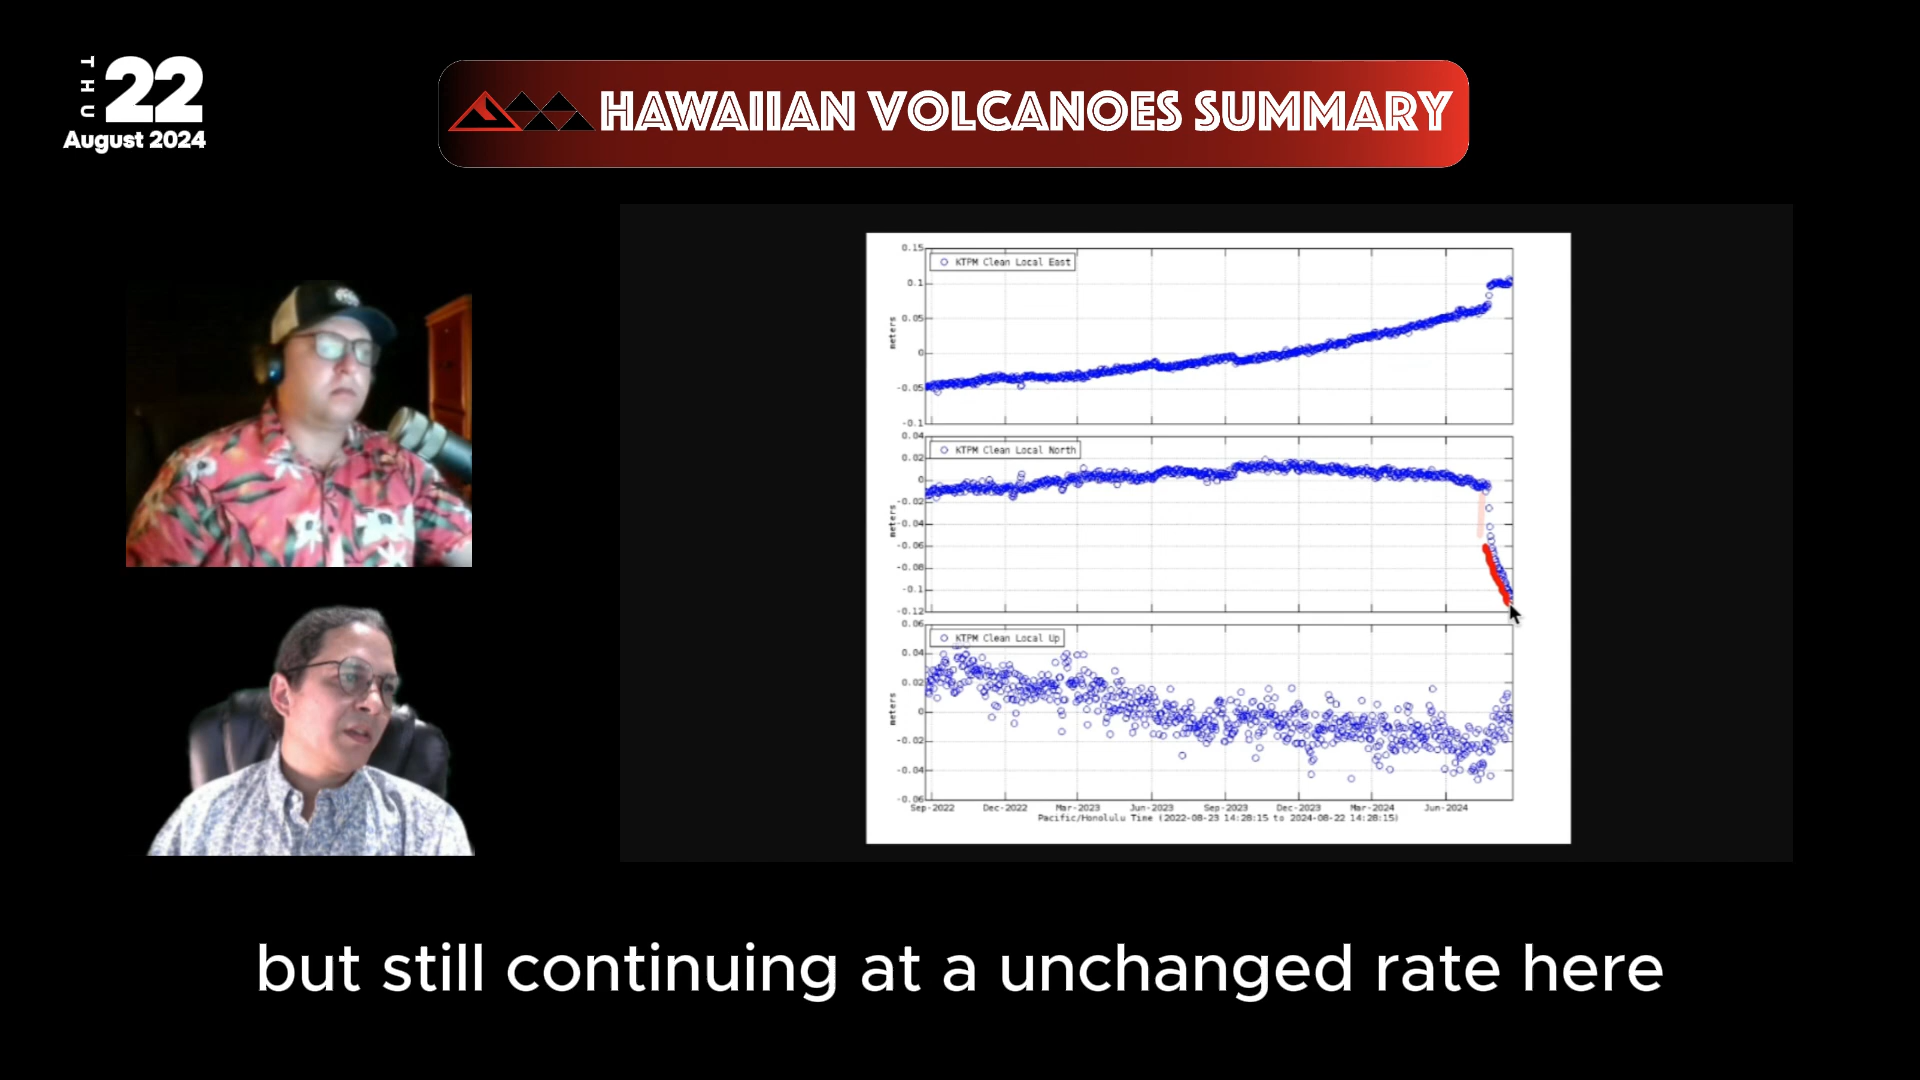 THU
22
August 2024
HAWAIIAN VOLCANOES SUMMARY
KTPM Clean Local East
0.15
0.1
0.05
0
-0.05
-0.1
meters
KTPM Clean Local North
0.04
0.02
0
-0.02
-0.04
-0.06
-0.08
-0.1
-0.12
meters
KTPM Clean Local Up
0.06
0.04
0.02
0
-0.02
-0.04
-0.06
meters
Sep-2022 Dec-2022 Mar-2023 Jun-2023 Sep-2023 Dec-2023 Mar-2024 Jun-2024
Pacific/Honolulu Time (2022-08-23 14:28:15 to 2024-08-22 14:28:15)
but still continuing at a unchanged rate here